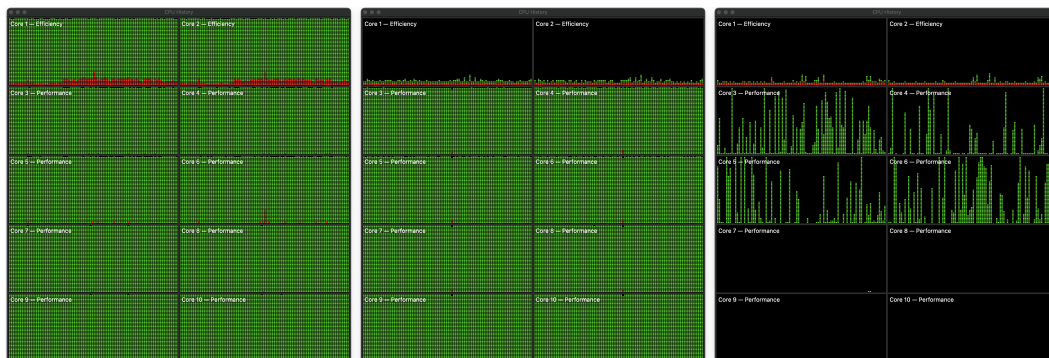 CPU History
Core 1 — Efficiency
Core 2 — Efficiency
Core 3 — Performance
Core 4 — Performance
Core 5 — Performance
Core 6 — Performance
Core 7 — Performance
Core 8 — Performance
Core 9 — Performance
Core 10 — Performance
CPU History
Core 1 — Efficiency
Core 2 — Efficiency
Core 3 — Performance
Core 4 — Performance
Core 5 — Performance
Core 6 — Performance
Core 7 — Performance
Core 8 — Performance
Core 9 — Performance
Core 10 — Performance
CPU History
Core 1 — Efficiency
Core 2 — Efficiency
Core 3 — Performance
Core 4 — Performance
Core 5 — Performance
Core 6 — Performance
Core 7 — Performance
Core 8 — Performance
Core 9 — Performance
Core 10 — Performance